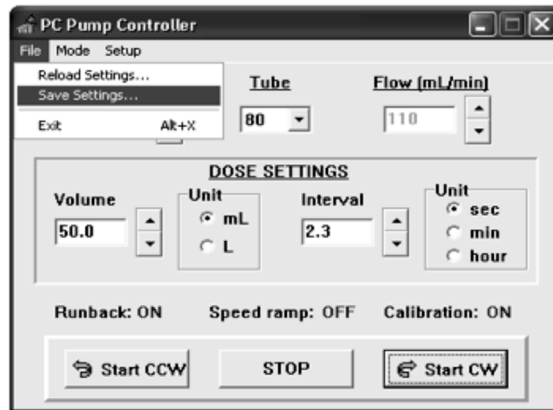 PC Pump Controller
File Mode Setup
Reload Settings...
Save Settings...
Exit Alt+X
Tube Flow (mL/min)
80 110
DOSE SETTINGS
Volume Unit Interval Unit
50.0 mL 2.3 sec
L min
hour
Runback: ON Speed ramp: OFF Calibration: ON
Start CCW STOP Start CW